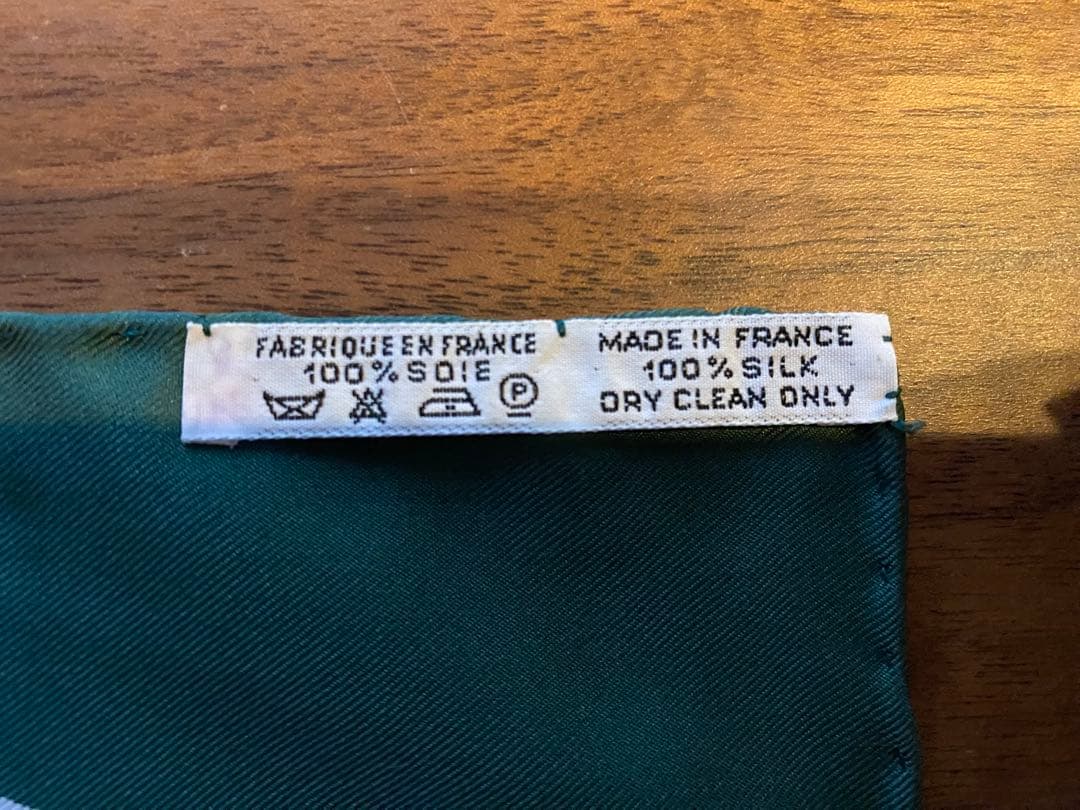 FABRIQUE EN FRANCE
100% SOIE
P
MADE IN FRANCE
100% SILK
DRY CLEAN ONLY